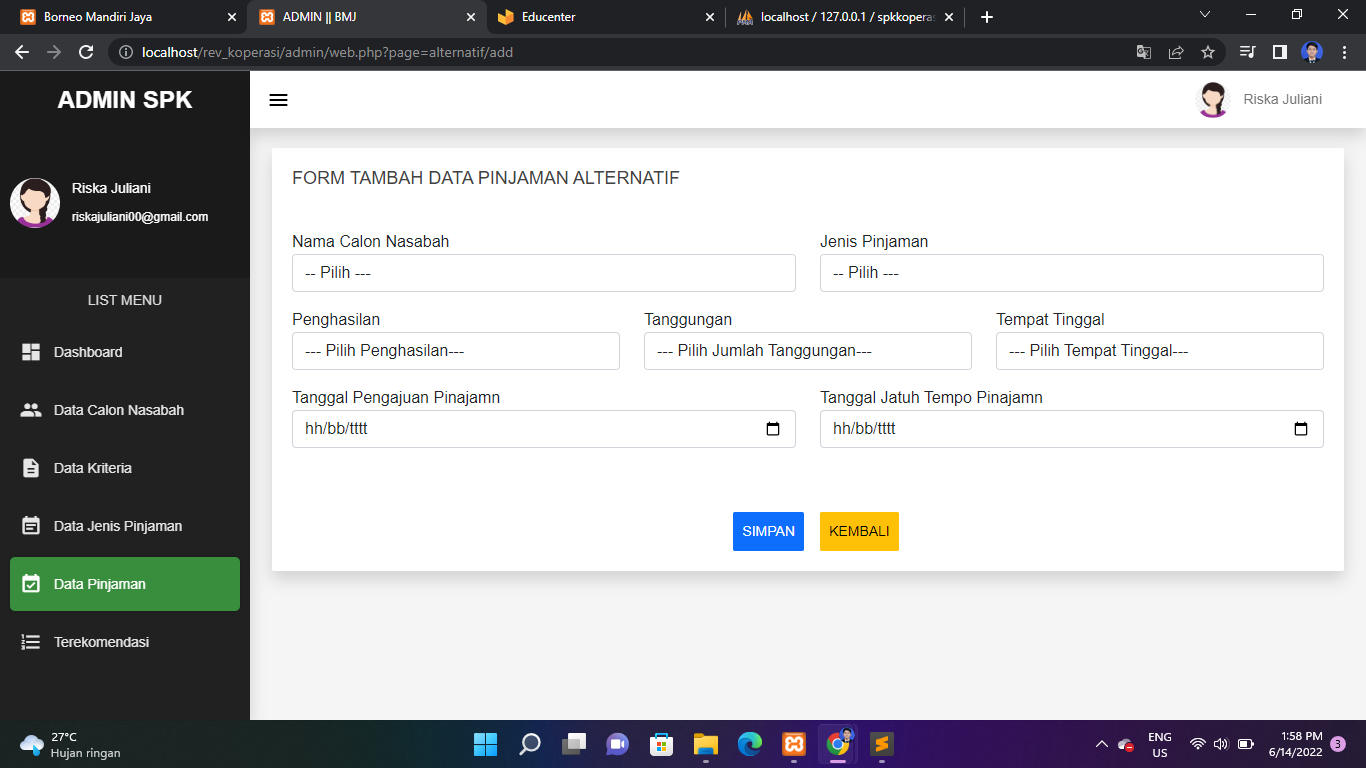 Borneo Mandiri Jaya
ADMIN || BMJ
Educenter
localhost / 127.0.0.1 / spkkoperas
localhost/rev_koperasi/admin/web.php?page=alternatif/add
ADMIN SPK
Riska Juliani
Riska Juliani
riskajuliani00@gmail.com
LIST MENU
Dashboard
Data Calon Nasabah
Data Kriteria
Data Jenis Pinjaman
Data Pinjaman
Terekomendasi
FORM TAMBAH DATA PINJAMAN ALTERNATIF
Nama Calon Nasabah
-- Pilih ---
Jenis Pinjaman
-- Pilih ---
Penghasilan
--- Pilih Penghasilan---
Tanggungan
--- Pilih Jumlah Tanggungan---
Tempat Tinggal
--- Pilih Tempat Tinggal---
Tanggal Pengajuan Pinajamn
hh/bb/tttt
Tanggal Jatuh Tempo Pinajamn
hh/bb/tttt
SIMPAN
KEMBALI
27°C
Hujan ringan
ENG
US
1:58 PM
6/14/2022
3